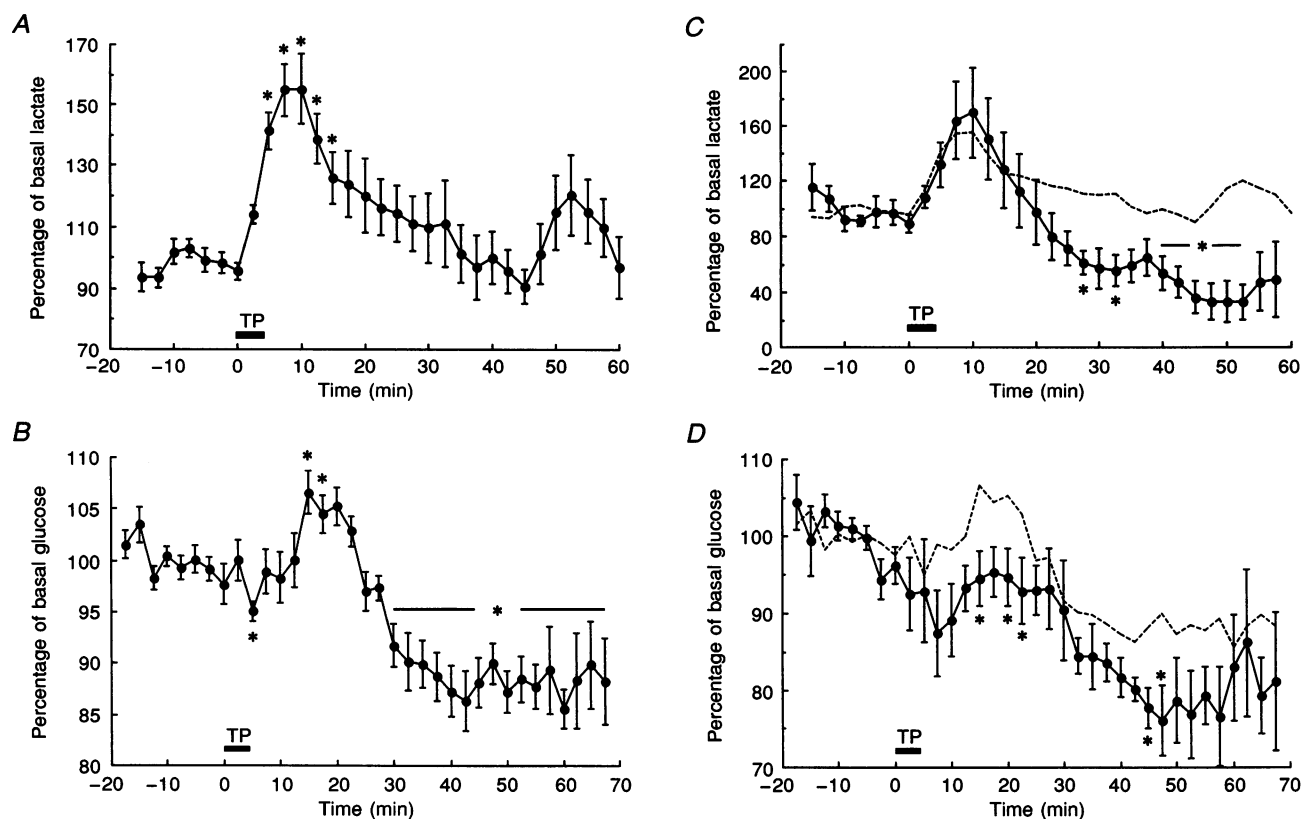 A
Percentage of basal lactate
170
150
130
110
90
70
* * * * *
TP
−20 −10 0 10 20 30 40 50 60
Time (min)
B
Percentage of basal glucose
110
105
100
95
90
85
80
* * * *
TP
−20 −10 0 10 20 30 40 50 60 70
Time (min)
C
Percentage of basal lactate
200
160
120
80
40
0
* * *
TP
−20 −10 0 10 20 30 40 50 60
Time (min)
D
Percentage of basal glucose
110
100
90
80
70
* * * * *
TP
−20 −10 0 10 20 30 40 50 60 70
Time (min)